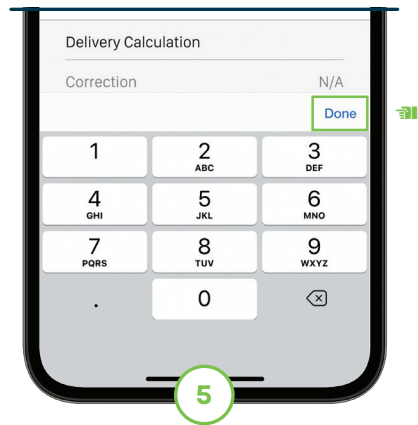 Delivery Calculation
Correction N/A
Done
1 2 3
ABC DEF
4 5 6
GHI JKL MNO
7 8 9
PQRS TUV WXYZ
. 0
5